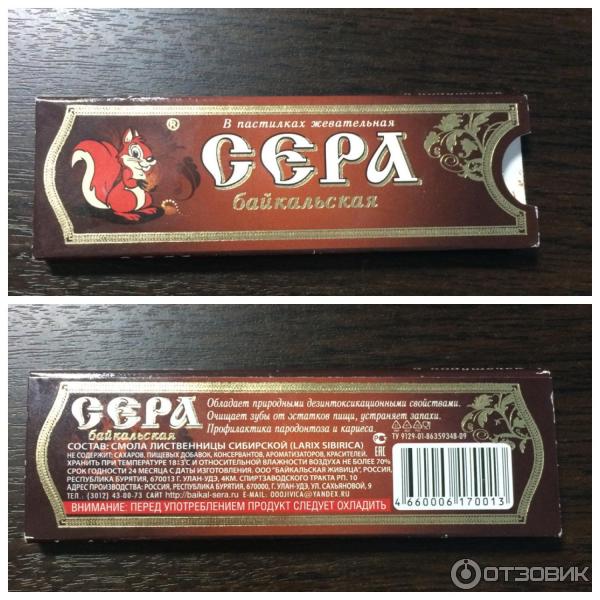 В пастилках жевательная
®
СЕРА
байкальская
СЕРА
байкальская
Обладает природными дезинтоксикационными свойствами.
Очищает зубы от остатков пищи, устраняет запахи.
Профилактика пародонтоза и кариеса.
ТУ 9129-01-86359348-09
СОСТАВ: СМОЛА ЛИСТВЕННИЦЫ СИБИРСКОЙ (LARIX SIBIRICA)
НЕ СОДЕРЖИТ: САХАРОВ, ПИЩЕВЫХ ДОБАВОК, КОНСЕРВАНТОВ, АРОМАТИЗАТОРОВ, КРАСИТЕЛЕЙ.
ХРАНИТЬ ПРИ ТЕМПЕРАТУРЕ 18±3°С И ОТНОСИТЕЛЬНОЙ ВЛАЖНОСТИ ВОЗДУХА НЕ БОЛЕЕ 70%
СРОК ГОДНОСТИ 24 МЕСЯЦА С ДАТЫ ИЗГОТОВЛЕНИЯ. ООО "БАЙКАЛЬСКАЯ ЖИВИЦА", РОССИЯ,
РЕСПУБЛИКА БУРЯТИЯ, 670013 Г. УЛАН-УДЭ, 4КМ. СПИРТЗАВОДСКОГО ТРАКТА РП. 10
АДРЕС ПРОИЗВОДСТВА: РОССИЯ, РЕСПУБЛИКА БУРЯТИЯ, 670000, Г. УЛАН-УДЭ, УЛ. САХЬЯНОВОЙ, 9
ТЕЛ.: (3012) 43-80-73 САЙТ http://baikal-sera.ru E-MAIL: OOOJIVICA@YANDEX.RU
ВНИМАНИЕ: ПЕРЕД УПОТРЕБЛЕНИЕМ ПРОДУКТ СЛЕДУЕТ ОХЛАДИТЬ
EAC
4 660006 170013
ОТЗОВИК